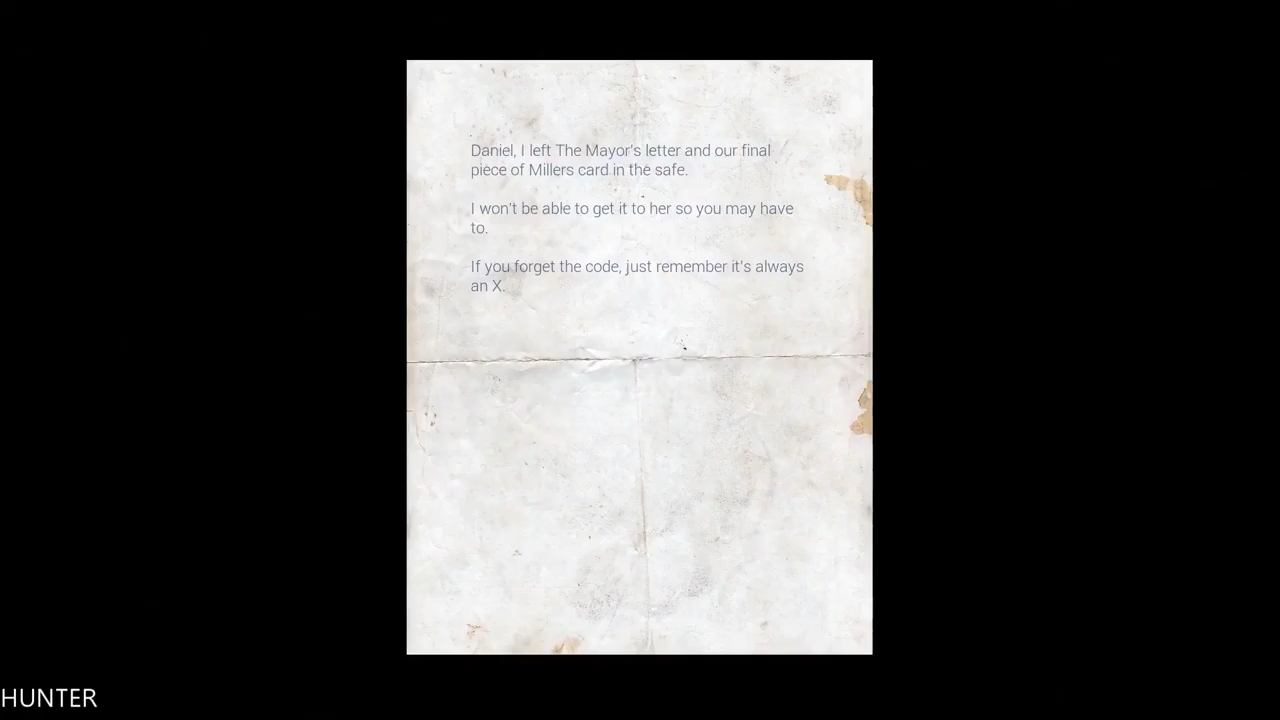 Daniel, I left The Mayor's letter and our final
piece of Millers card in the safe.
I won't be able to get it to her so you may have
to.
If you forget the code, just remember it's always
an X.
HUNTER